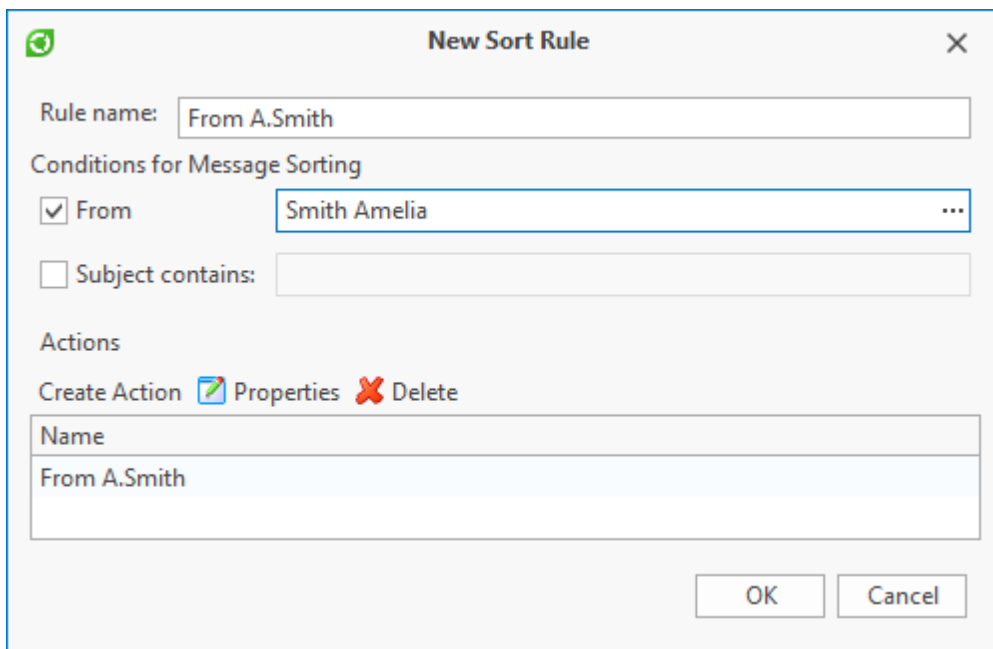 New Sort Rule
Rule name: From A.Smith
Conditions for Message Sorting
From Smith Amelia ...
Subject contains:
Actions
Create Action Properties Delete
Name
From A.Smith
OK Cancel